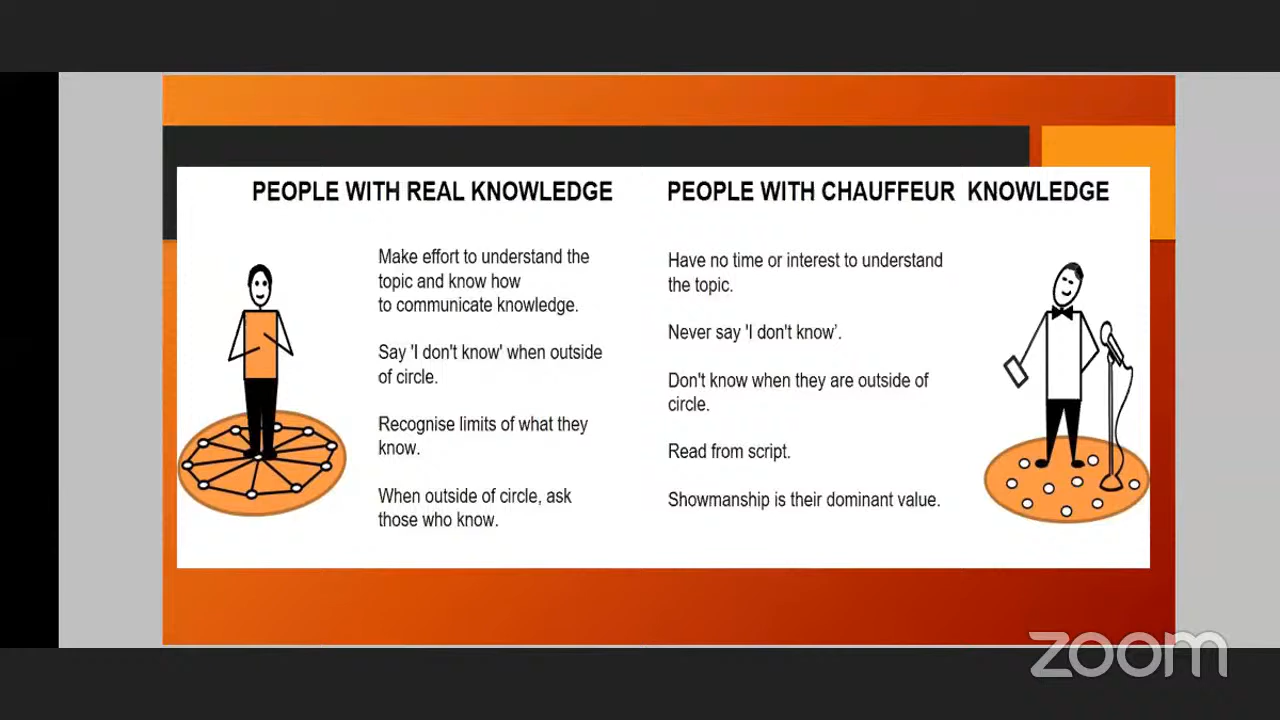 PEOPLE WITH REAL KNOWLEDGE
Make effort to understand the
topic and know how
to communicate knowledge.
Say 'I don't know' when outside
of circle.
Recognise limits of what they
know.
When outside of circle, ask
those who know.
PEOPLE WITH CHAUFFEUR KNOWLEDGE
Have no time or interest to understand
the topic.
Never say 'I don't know’.
Don't know when they are outside of
circle.
Read from script.
Showmanship is their dominant value.
zoom